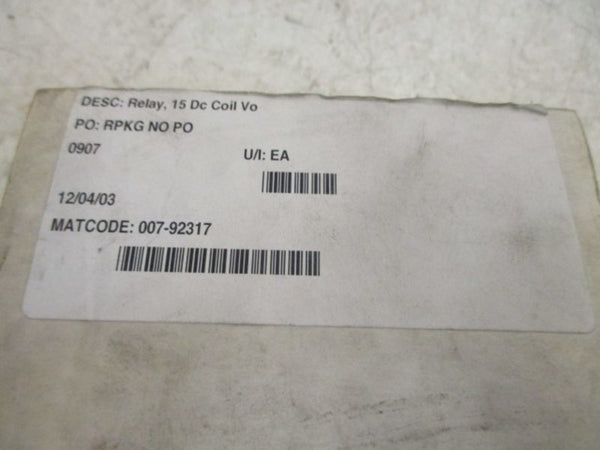 DESC: Relay, 15 Dc Coil Vo
PO: RPKG NO PO
0907 U/I: EA
12/04/03
MATCODE: 007-92317